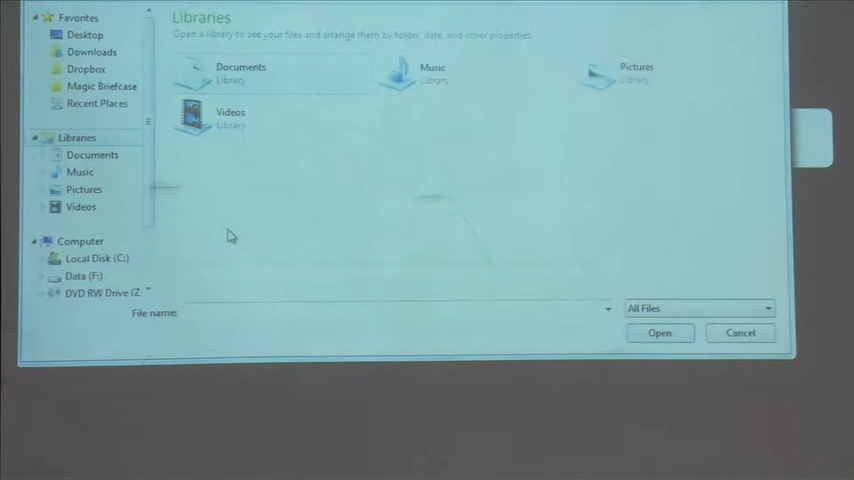 Favorites
Desktop
Downloads
Dropbox
Magic Briefcase
Recent Places
Libraries
Documents
Music
Pictures
Videos
Computer
Local Disk (C:)
Data (F:)
DVD RW Drive (Z
Libraries
Open a library to see your files and arrange them by folder, date, and other properties.
Documents
Library
Music
Library
Pictures
Library
Videos
Library
File name:
All Files
Open
Cancel